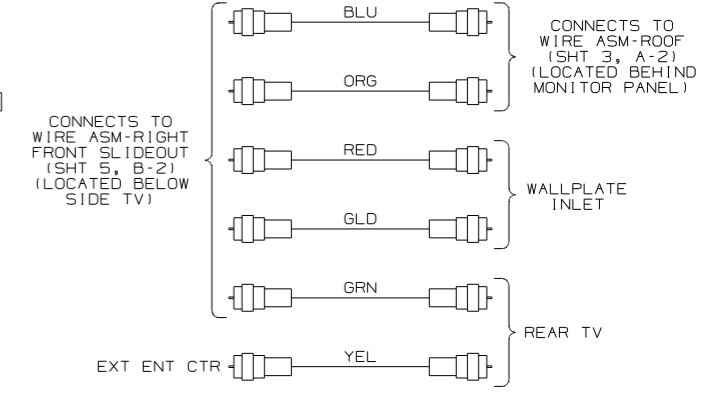 BLU
CONNECTS TO
WIRE ASM-ROOF
(SHT 3, A-2)
(LOCATED BEHIND
MONITOR PANEL)
ORG
CONNECTS TO
WIRE ASM-RIGHT
FRONT SLIDEOUT
(SHT 5, B-2)
(LOCATED BELOW
SIDE TV)
RED
WALLPLATE
INLET
GLD
GRN
REAR TV
YEL
EXT ENT CTR